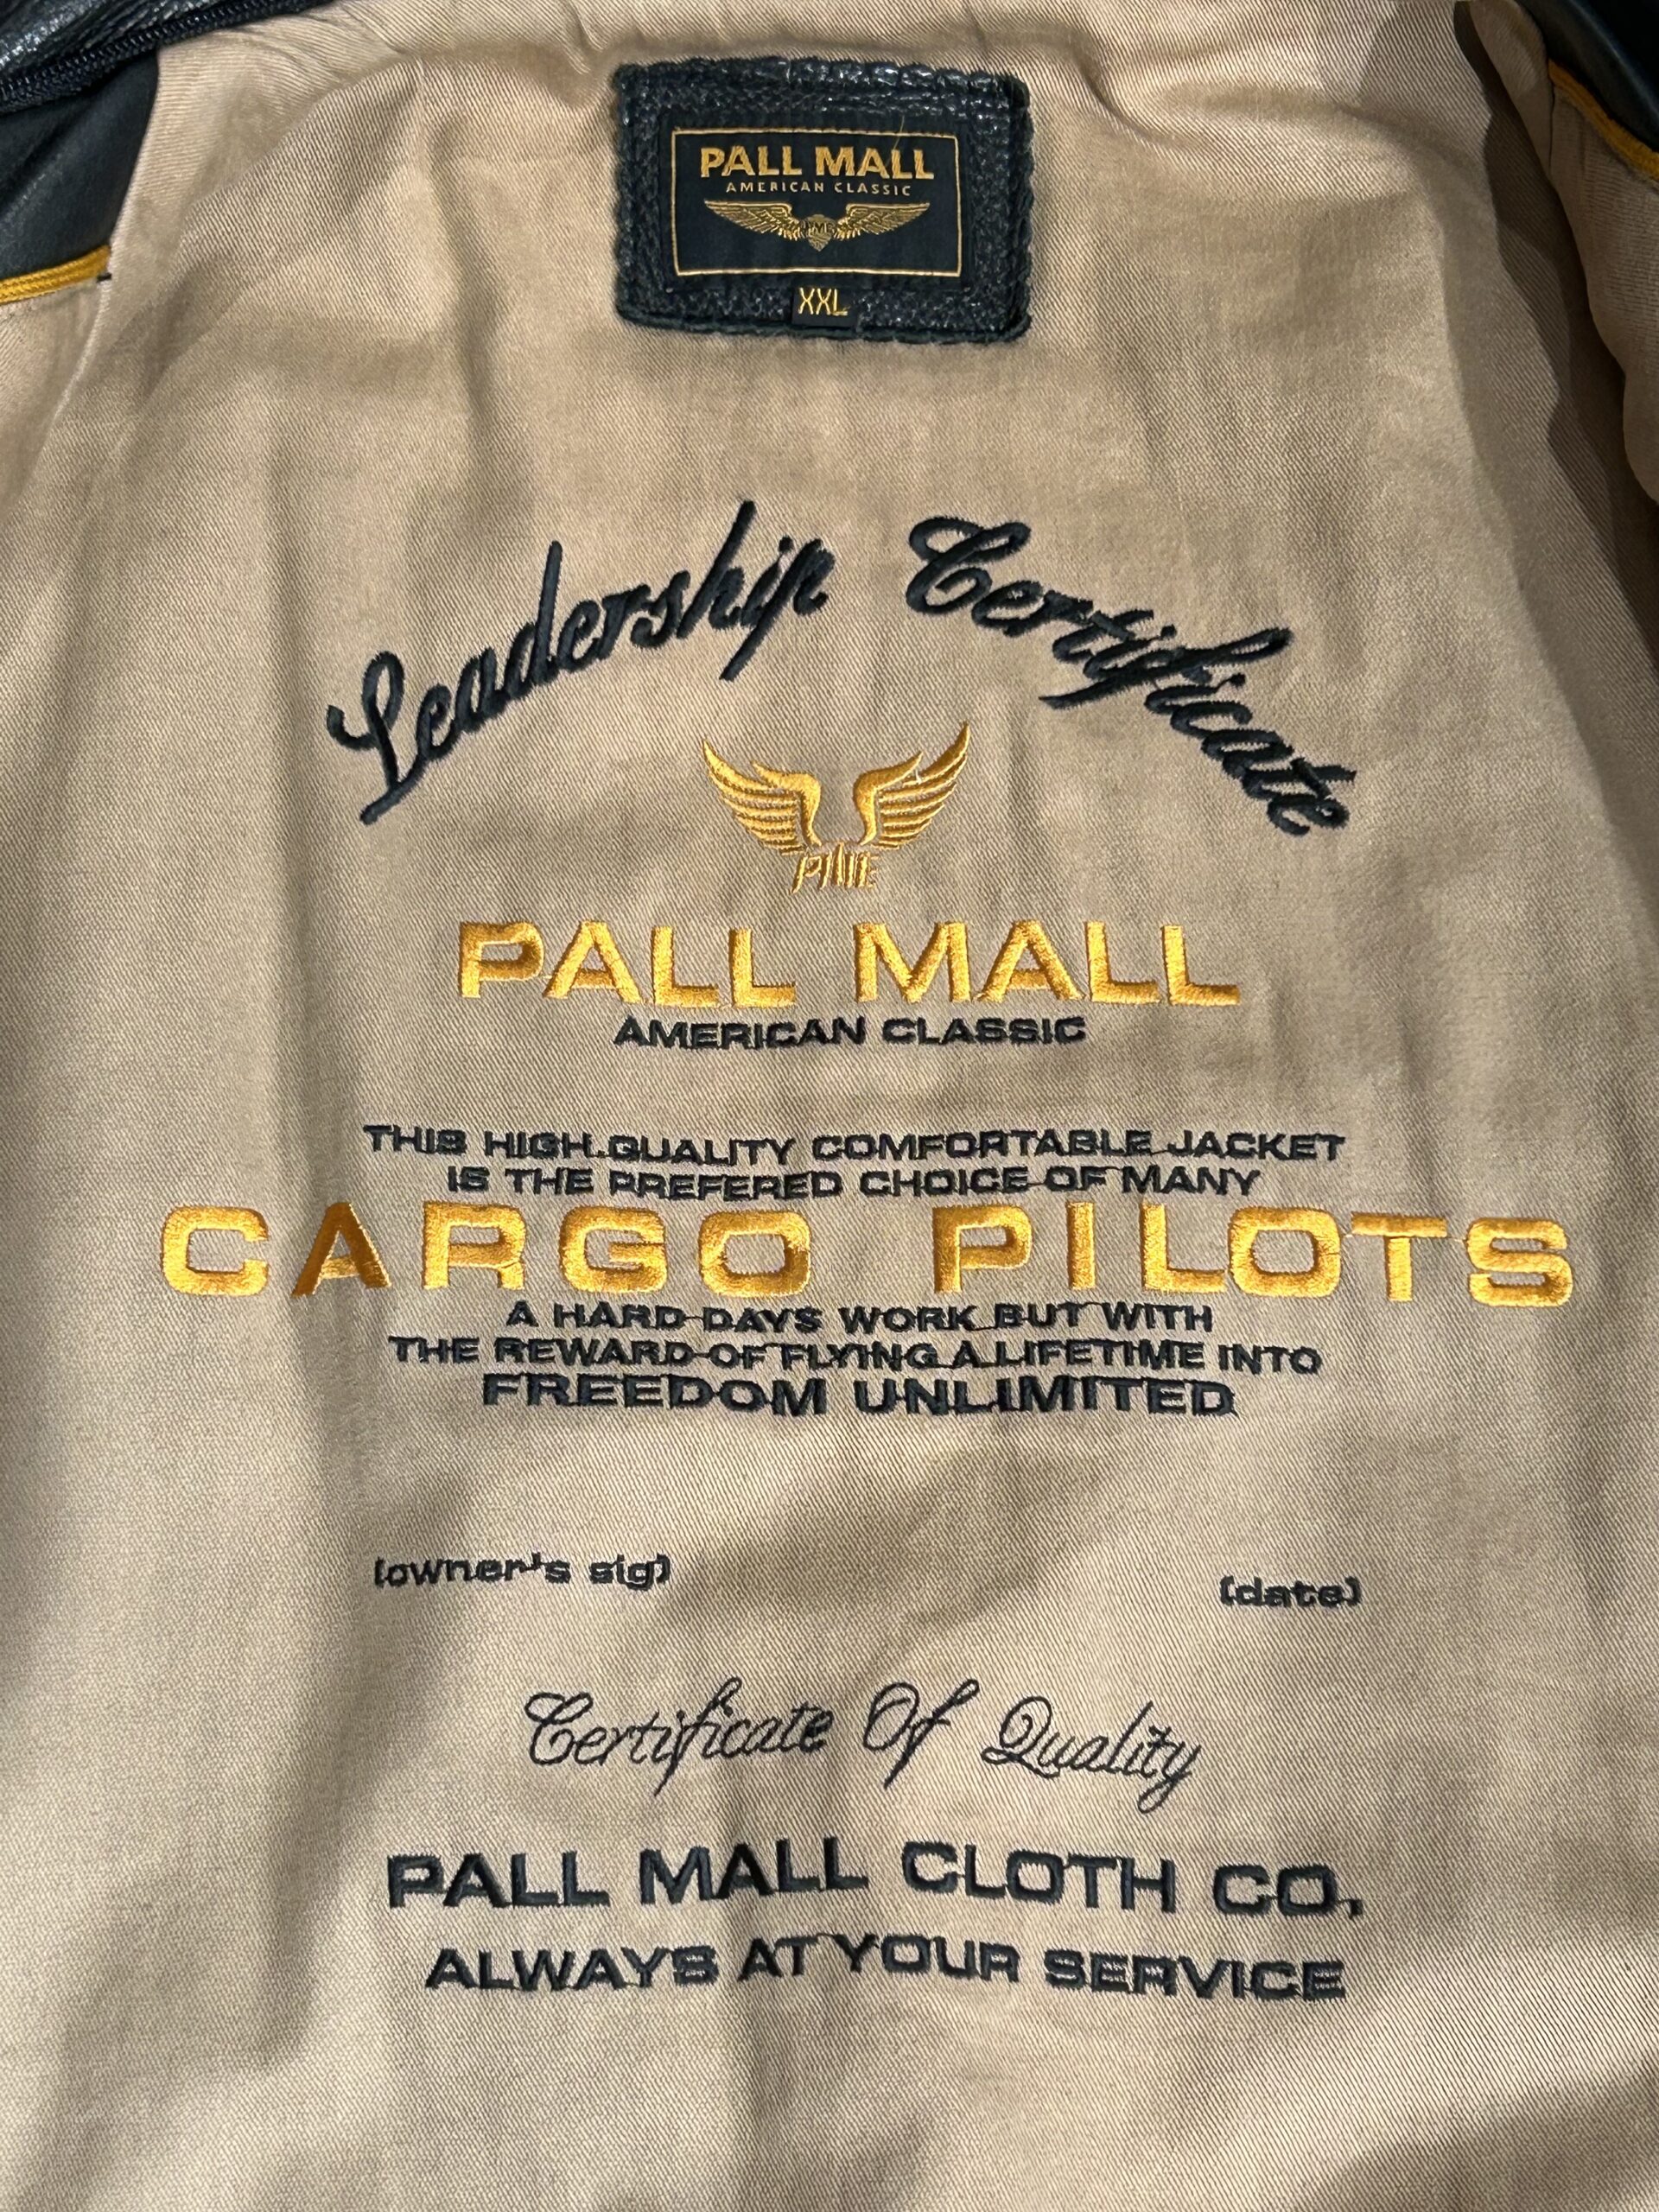 PALL MALL
AMERICAN CLASSIC
XXL
Leadership Certificate
PALL MALL
AMERICAN CLASSIC
THIS HIGH QUALITY COMFORTABLE JACKET
IS THE PREFERED CHOICE OF MANY
CARGO PILOTS
A HARD DAYS WORK BUT WITH
THE REWARD OF FLYING A LIFETIME INTO
FREEDOM UNLIMITED
(owner's sig) (date)
Certificate Of Quality
PALL MALL CLOTH CO,
ALWAYS AT YOUR SERVICE